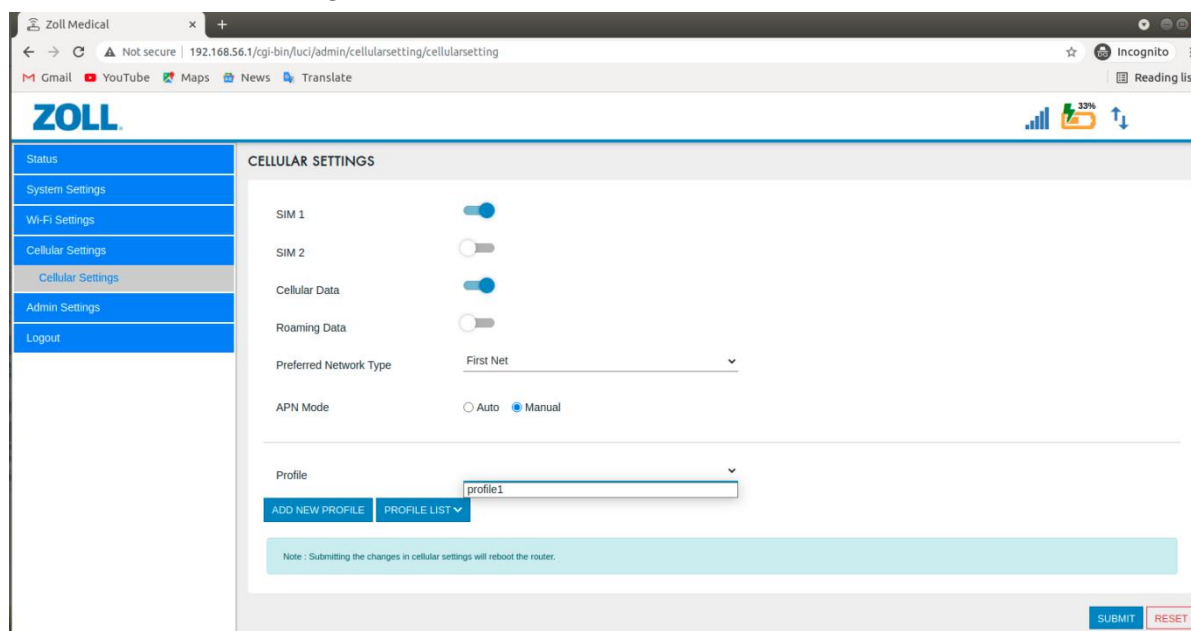 Zoll Medical
Not secure | 192.168.56.1/cgi-bin/luci/admin/cellularsetting/cellularsetting
Incognito
Gmail YouTube Maps News Translate
Reading lis
ZOLL.
33%
Status
System Settings
Wi-Fi Settings
Cellular Settings
Cellular Settings
Admin Settings
Logout
CELLULAR SETTINGS
SIM 1
SIM 2
Cellular Data
Roaming Data
Preferred Network Type First Net
APN Mode Auto Manual
Profile
profile1
ADD NEW PROFILE PROFILE LIST
Note : Submitting the changes in cellular settings will reboot the router.
SUBMIT RESET